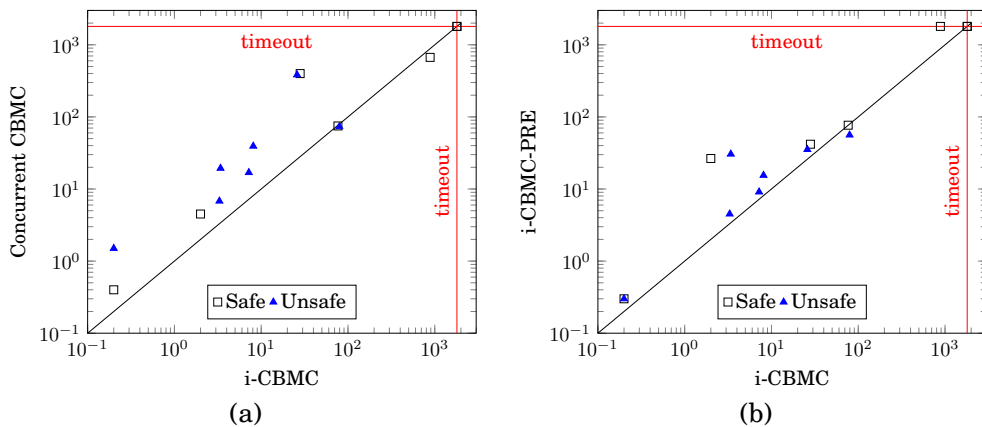 timeout
timeout
Concurrent CBMC
10^3
10^2
10^1
10^0
10^−1
Safe Unsafe
10^−1 10^0 10^1 10^2 10^3
i-CBMC
(a)
timeout
timeout
i-CBMC-PRE
10^3
10^2
10^1
10^0
10^−1
Safe Unsafe
10^−1 10^0 10^1 10^2 10^3
i-CBMC
(b)